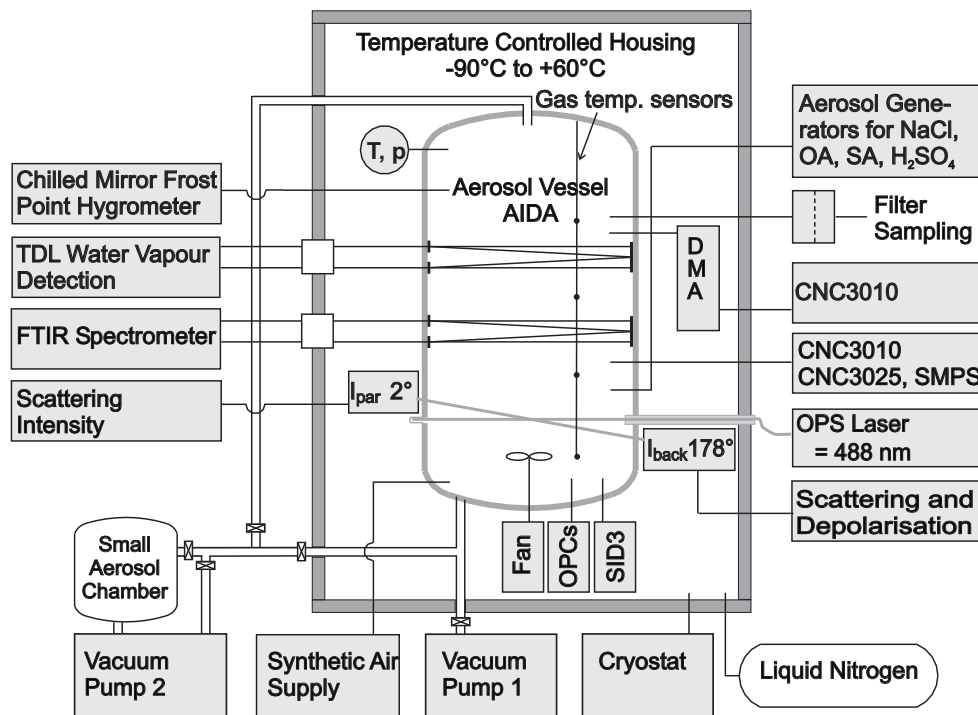 Temperature Controlled Housing
-90°C to +60°C
Gas temp. sensors
T, p
Aerosol Vessel
AIDA
Chilled Mirror Frost
Point Hygrometer
TDL Water Vapour
Detection
FTIR Spectrometer
Scattering
Intensity
I_par 2°
I_back 178°
D
M
A
Aerosol Gene-
rators for NaCl,
OA, SA, H₂SO₄
Filter
Sampling
CNC3010
CNC3010
CNC3025, SMPS
OPS Laser
= 488 nm
Scattering and
Depolarisation
Fan
OPCs
SID3
Small
Aerosol
Chamber
Vacuum
Pump 2
Synthetic Air
Supply
Vacuum
Pump 1
Cryostat
Liquid Nitrogen